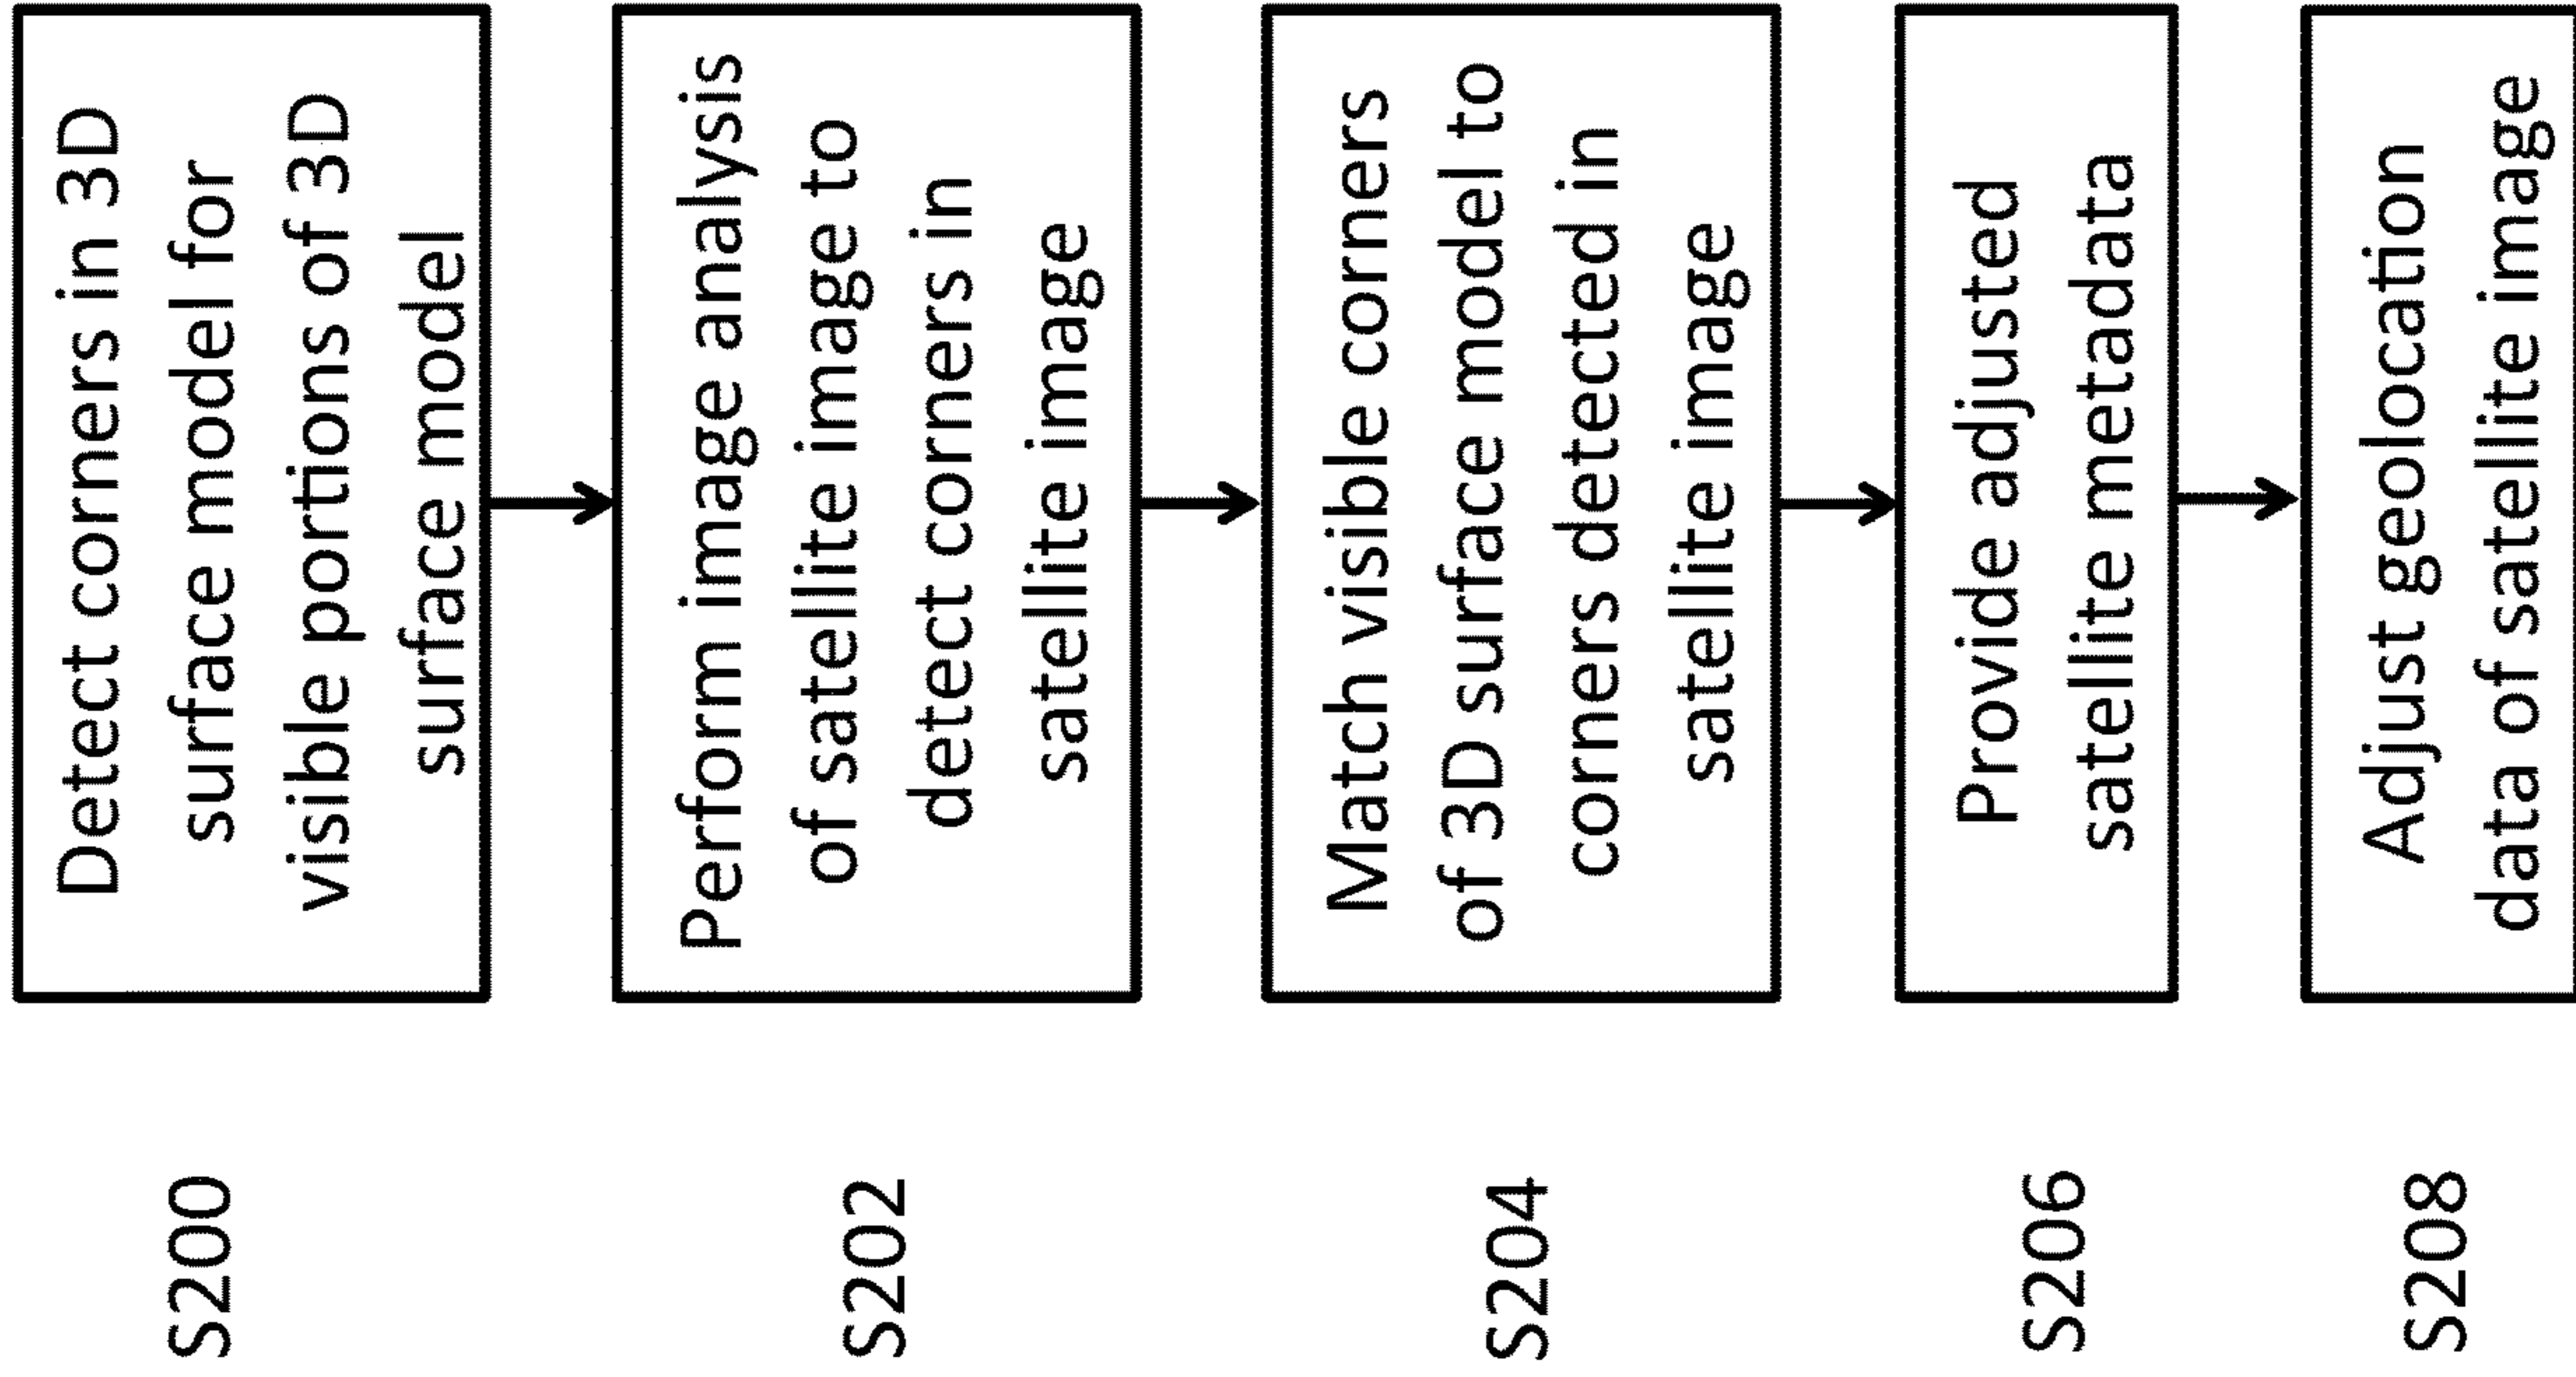 S200
Detect corners in 3D
surface model for
visible portions of 3D
surface model
S202
Perform image analysis
of satellite image to
detect corners in
satellite image
S204
Match visible corners
of 3D surface model to
corners detected in
satellite image
S206
Provide adjusted
satellite metadata
S208
Adjust geolocation
data of satellite image